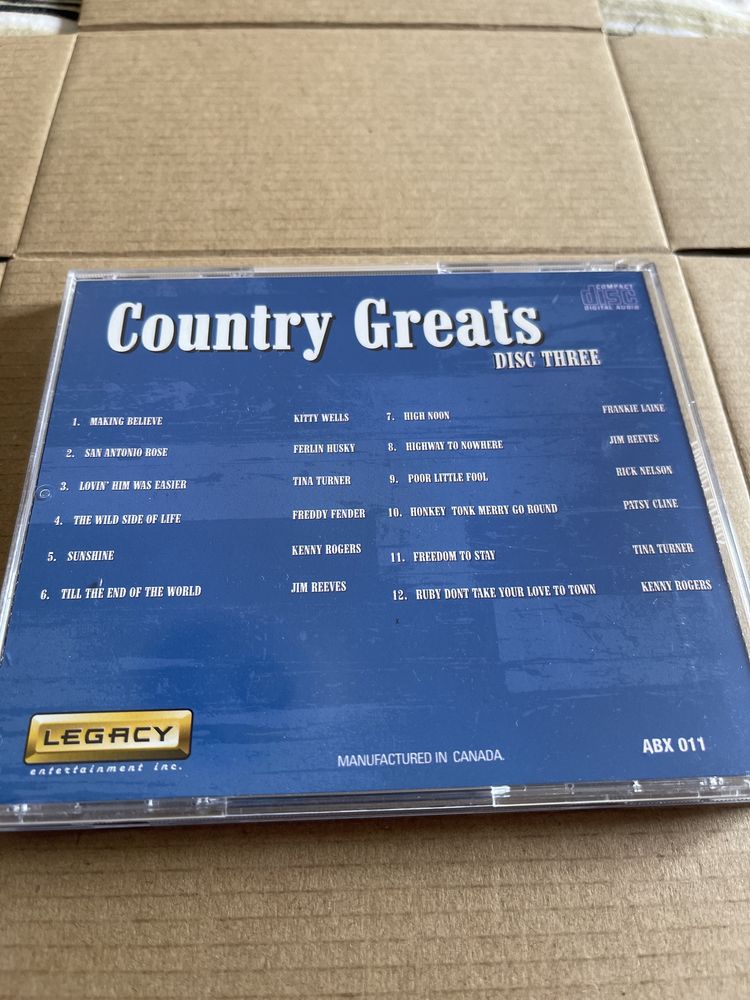 COMPACT
disc
DIGITAL AUDIO
Country Greats
DISC THREE
1. MAKING BELIEVE KITTY WELLS
2. SAN ANTONIO ROSE FERLIN HUSKY
3. LOVIN' HIM WAS EASIER TINA TURNER
4. THE WILD SIDE OF LIFE FREDDY FENDER
5. SUNSHINE KENNY ROGERS
6. TILL THE END OF THE WORLD JIM REEVES
7. HIGH NOON FRANKIE LAINE
8. HIGHWAY TO NOWHERE JIM REEVES
9. POOR LITTLE FOOL RICK NELSON
10. HONKEY TONK MERRY GO ROUND PATSY CLINE
11. FREEDOM TO STAY TINA TURNER
12. RUBY DONT TAKE YOUR LOVE TO TOWN KENNY ROGERS
LEGACY
entertainment inc.
MANUFACTURED IN CANADA.
ABX 011